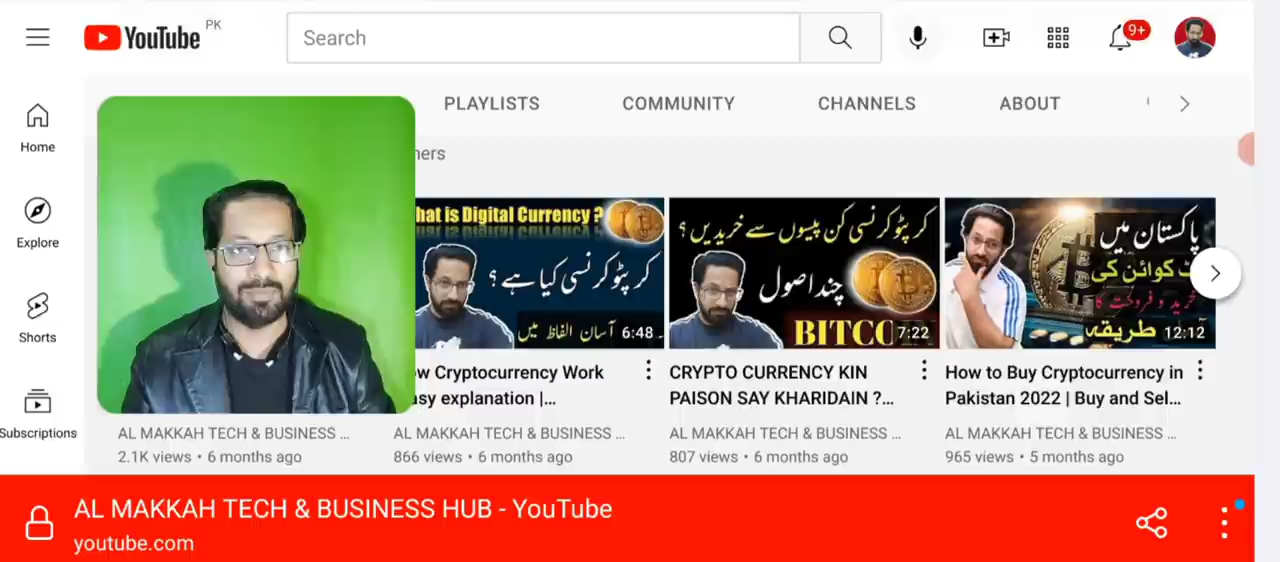 YouTube PK
Search
9+
Home
Explore
Shorts
Subscriptions
PLAYLISTS
COMMUNITY
CHANNELS
ABOUT
hat is Digital Currency ?
کرپٹو کرنسی کیا ہے ؟
آسان الفاظ میں
6:48
کرپٹو کرنسی کن پیسوں سے خریدیں ؟
چند اصول
BITCO
7:22
پاکستان میں
کوائن کی
خرید و فروخت کا
طریقہ
12:12
Cryptocurrency Work
explanation |...
CRYPTO CURRENCY KIN
PAISON SAY KHARIDAIN ?...
How to Buy Cryptocurrency in
Pakistan 2022 | Buy and Sel...
AL MAKKAH TECH & BUSINESS ...
2.1K views • 6 months ago
AL MAKKAH TECH & BUSINESS ...
866 views • 6 months ago
AL MAKKAH TECH & BUSINESS ...
807 views • 6 months ago
AL MAKKAH TECH & BUSINESS ...
965 views • 5 months ago
AL MAKKAH TECH & BUSINESS HUB - YouTube
youtube.com